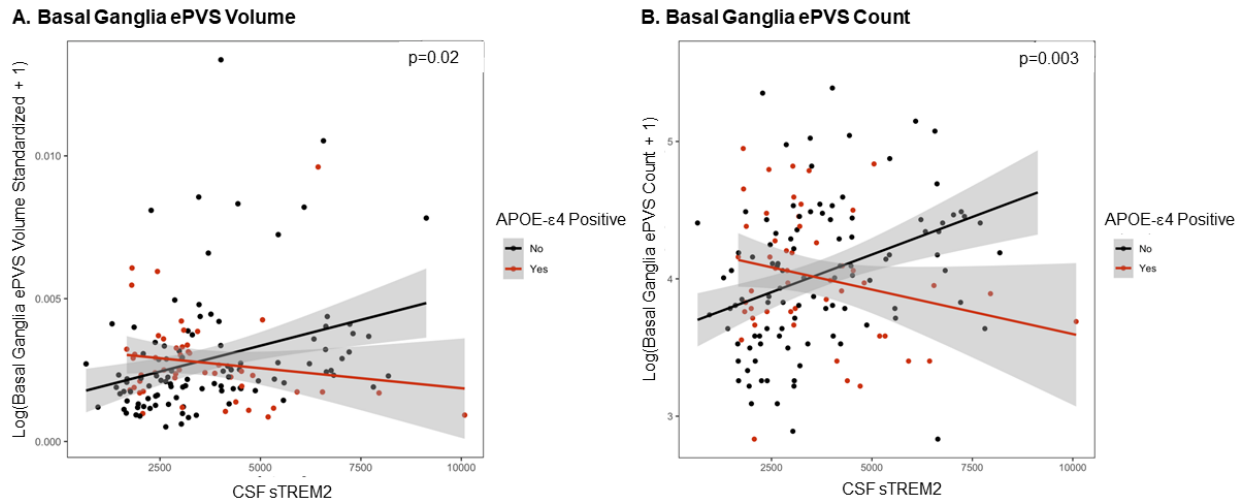 A. Basal Ganglia ePVS Volume
p=0.02
Log(Basal Ganglia ePVS Volume Standardized + 1)
0.010
0.005
0.000
2500
5000
7500
10000
CSF sTREM2
APOE-ε4 Positive
No
Yes
B. Basal Ganglia ePVS Count
p=0.003
Log(Basal Ganglia ePVS Count + 1)
5
4
3
2500
5000
7500
10000
CSF sTREM2
APOE-ε4 Positive
No
Yes